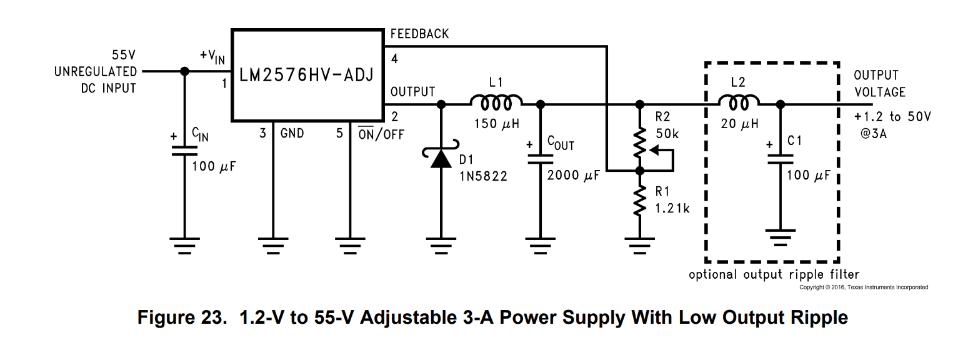 FEEDBACK
55V
UNREGULATED
DC INPUT
+VIN
1
LM2576HV-ADJ
4
OUTPUT
2
3 GND
5 ON/OFF
+ CIN
100 μF
D1
1N5822
L1
150 μH
+ COUT
2000 μF
R2
50k
R1
1.21k
L2
20 μH
+ C1
100 μF
OUTPUT
VOLTAGE
+1.2 to 50V
@3A
optional output ripple filter
Copyright © 2016, Texas Instruments Incorporated
Figure 23. 1.2-V to 55-V Adjustable 3-A Power Supply With Low Output Ripple